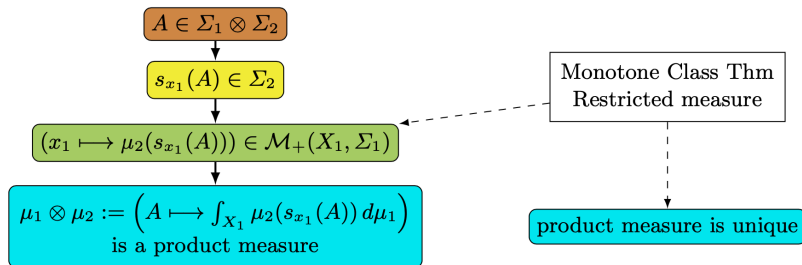 A ∈ Σ₁ ⊗ Σ₂
s_{x₁}(A) ∈ Σ₂
Monotone Class Thm
Restricted measure
(x₁ ⟼ μ₂(s_{x₁}(A))) ∈ ℳ₊(X₁, Σ₁)
μ₁ ⊗ μ₂ := (A ⟼ ∫_{X₁} μ₂(s_{x₁}(A)) dμ₁)
is a product measure
product measure is unique